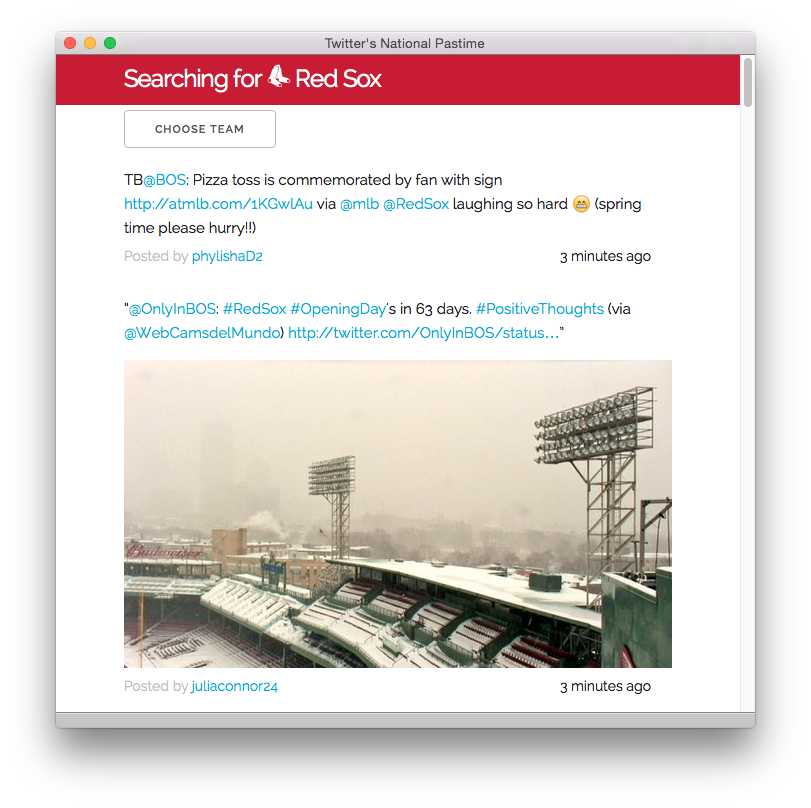 Twitter's National Pastime
Searching for Red Sox
CHOOSE TEAM
TB@BOS: Pizza toss is commemorated by fan with sign
http://atmlb.com/1KGwlAu via @mlb @RedSox laughing so hard 😁 (spring
time please hurry!!)
Posted by phylishaD2
3 minutes ago
"@OnlyInBOS: #RedSox #OpeningDay's in 63 days. #PositiveThoughts (via
@WebCamsdelMundo) http://twitter.com/OnlyInBOS/status…"
Budweiser
Posted by juliaconnor24
3 minutes ago